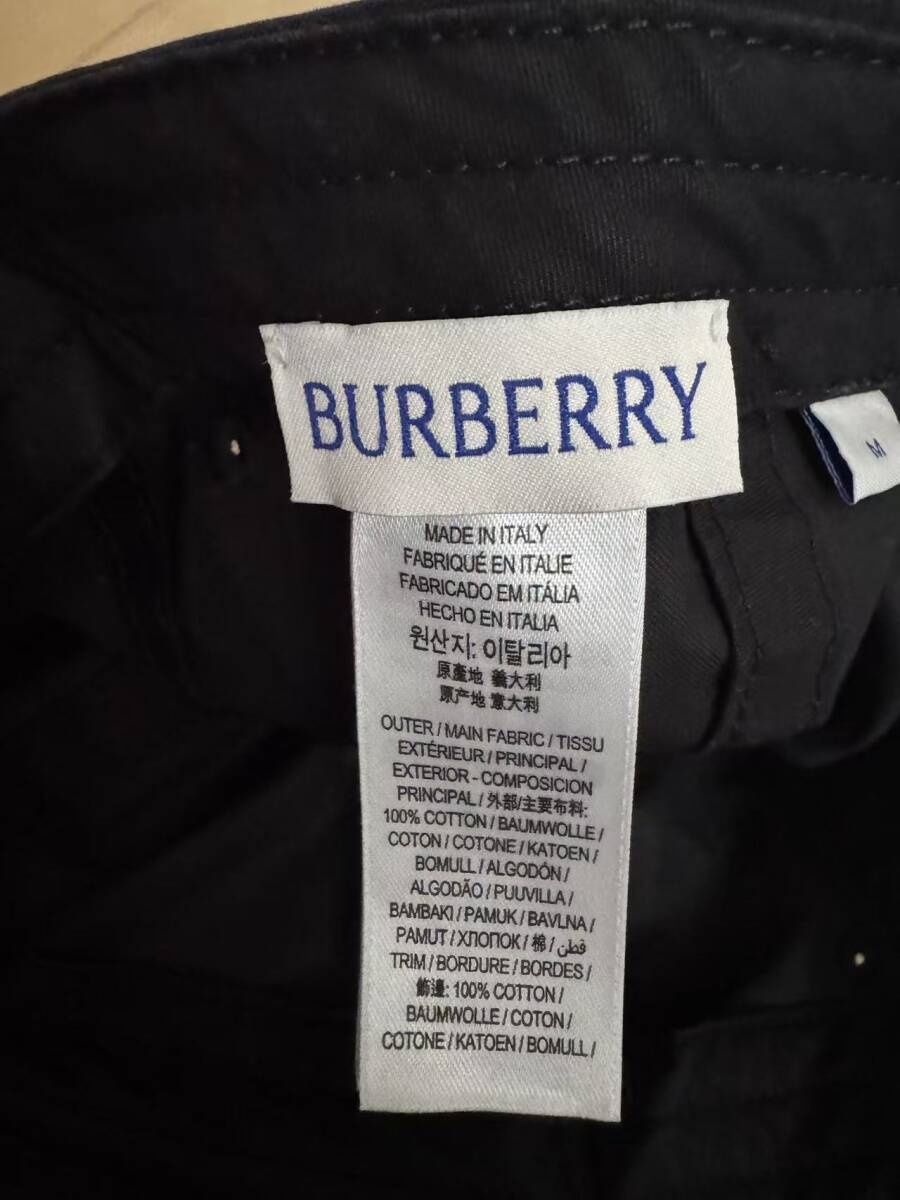 BURBERRY
M
MADE IN ITALY
FABRIQUÉ EN ITALIE
FABRICADO EM ITÁLIA
HECHO EN ITALIA
원산지: 이탈리아
原產地 義大利
原产地 意大利
OUTER / MAIN FABRIC / TISSU
EXTÉRIEUR / PRINCIPAL /
EXTERIOR - COMPOSICION
PRINCIPAL / 外部/主要布料:
100% COTTON / BAUMWOLLE /
COTON / COTONE / KATOEN /
BOMULL / ALGODÓN /
ALGODÃO / PUUVILLA /
BAMBAKI / PAMUK / BAVLNA /
PAMUT / ХЛОПОК / 棉 / قطن /
TRIM / BORDURE / BORDES /
飾邊: 100% COTTON /
BAUMWOLLE / COTON /
COTONE / KATOEN / BOMULL /